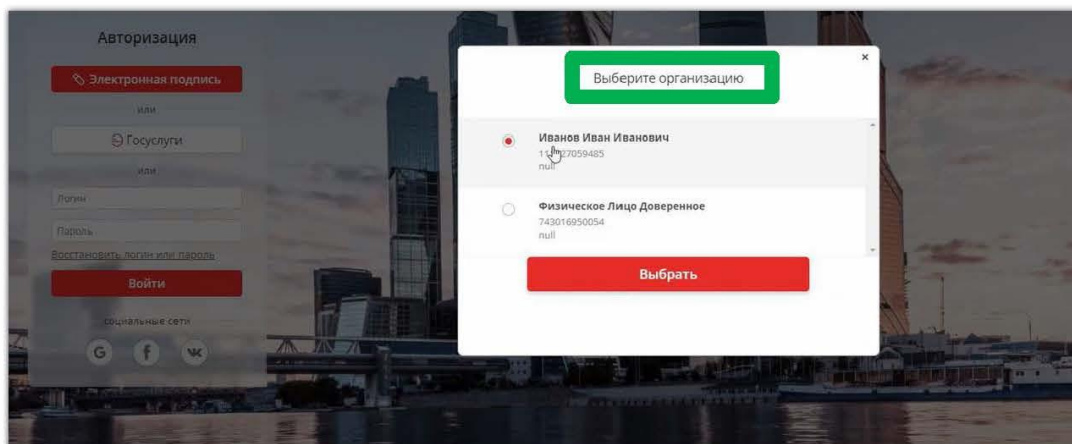 Авторизация
Электронная подпись
или
Госуслуги
или
Логин
Пароль
Восстановить логин или пароль
Войти
социальные сети
G f
Выберите организацию
×
Иванов Иван Иванович
null
Физическое Лицо Доверенное
743016950054
null
Выбрать